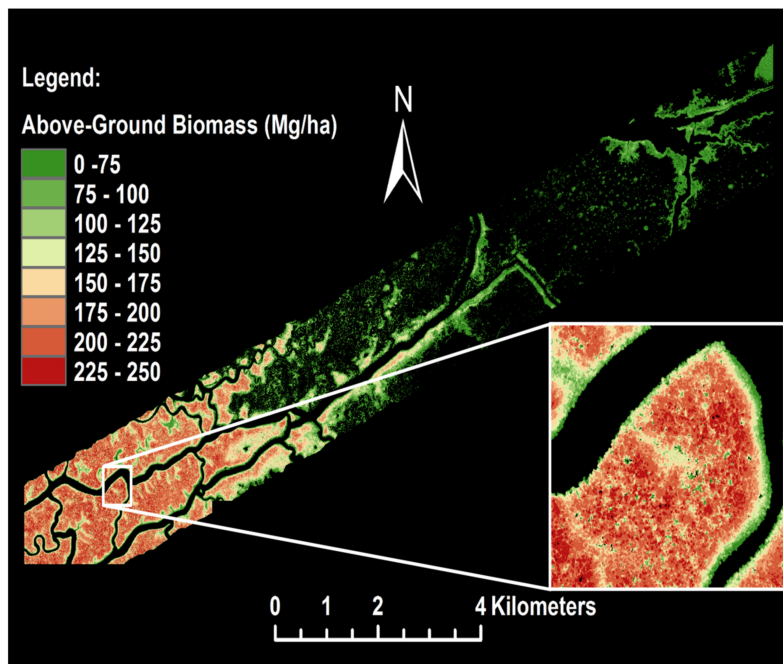 Legend:
Above-Ground Biomass (Mg/ha)
0 -75
75 - 100
100 - 125
125 - 150
150 - 175
175 - 200
200 - 225
225 - 250
N
0 1 2 4 Kilometers